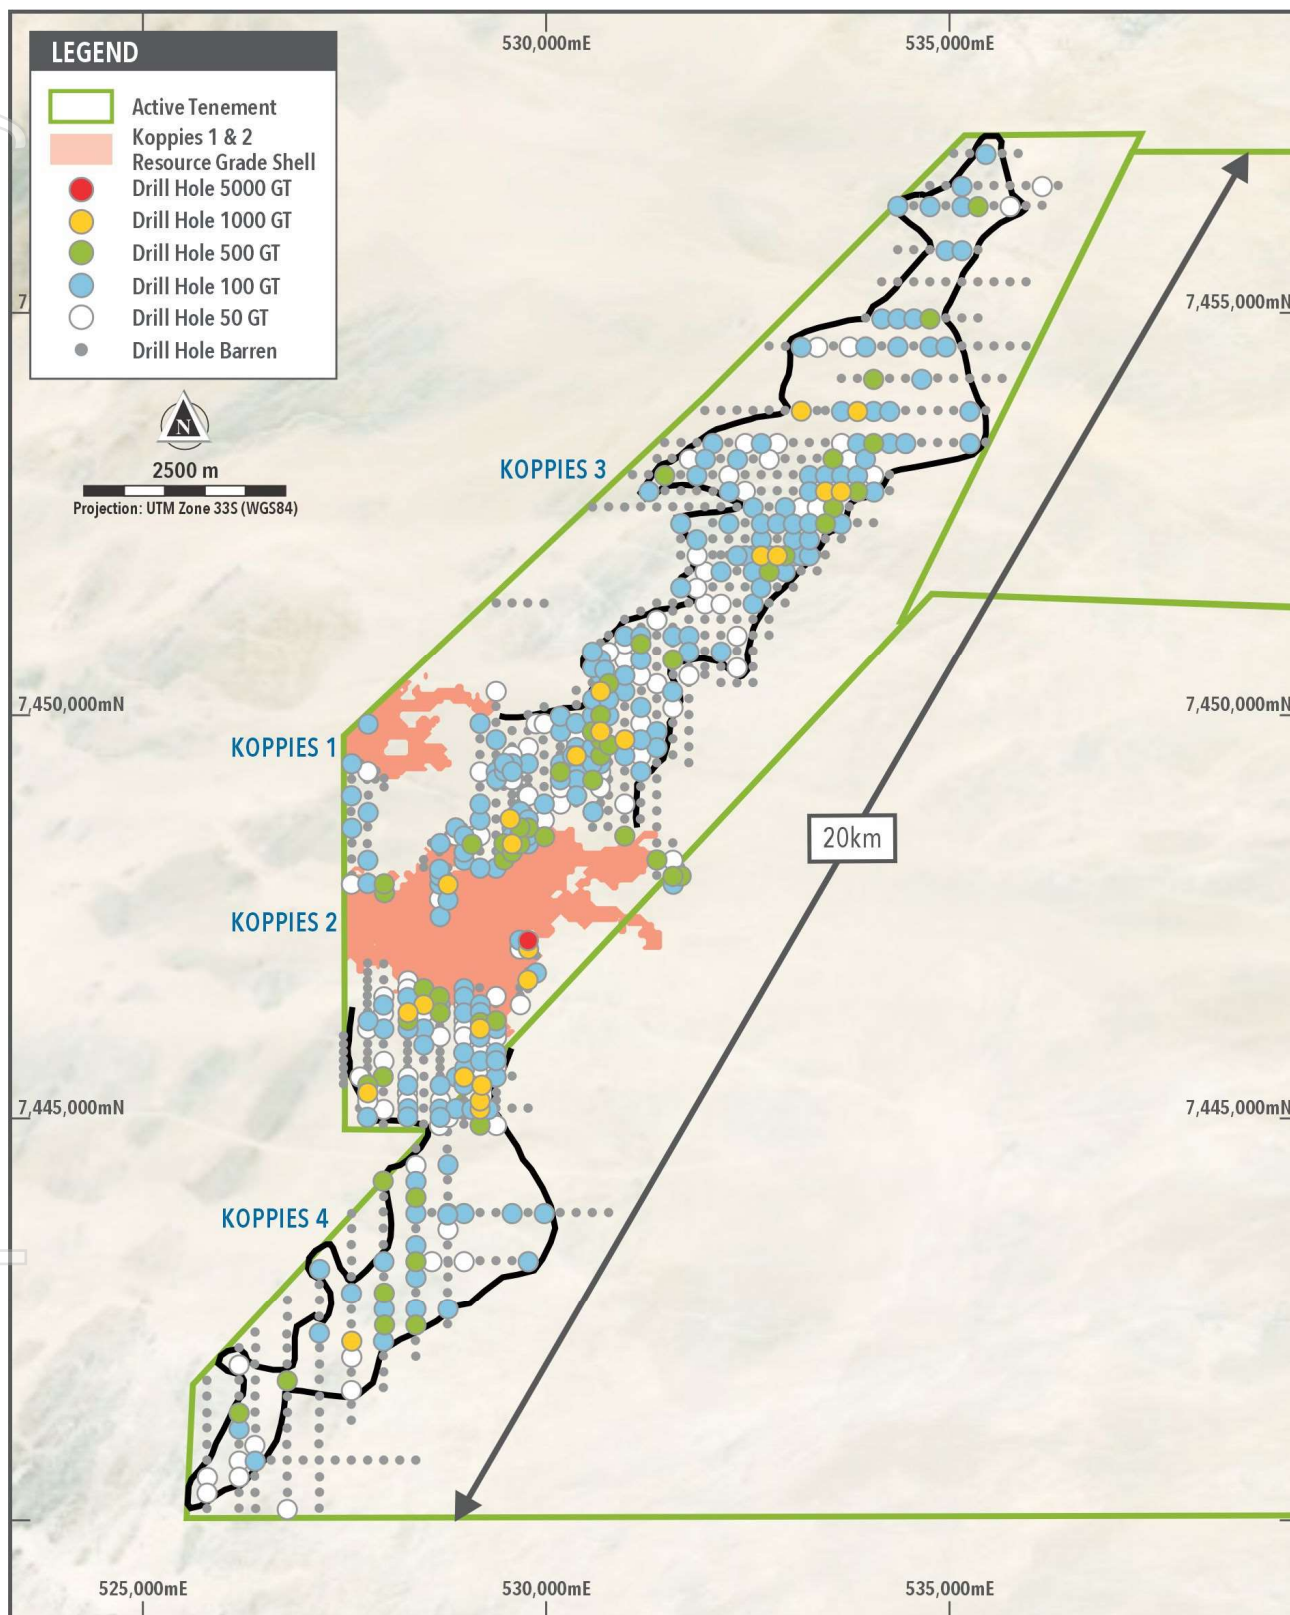 530,000mE
535,000mE
LEGEND
Active Tenement
Koppies 1 & 2
Resource Grade Shell
Drill Hole 5000 GT
Drill Hole 1000 GT
Drill Hole 500 GT
Drill Hole 100 GT
Drill Hole 50 GT
Drill Hole Barren
7,455,000mN
N
2500 m
Projection: UTM Zone 33S (WGS84)
KOPPIES 3
7,450,000mN
7,450,000mN
KOPPIES 1
20km
KOPPIES 2
7,445,000mN
7,445,000mN
KOPPIES 4
525,000mE
530,000mE
535,000mE